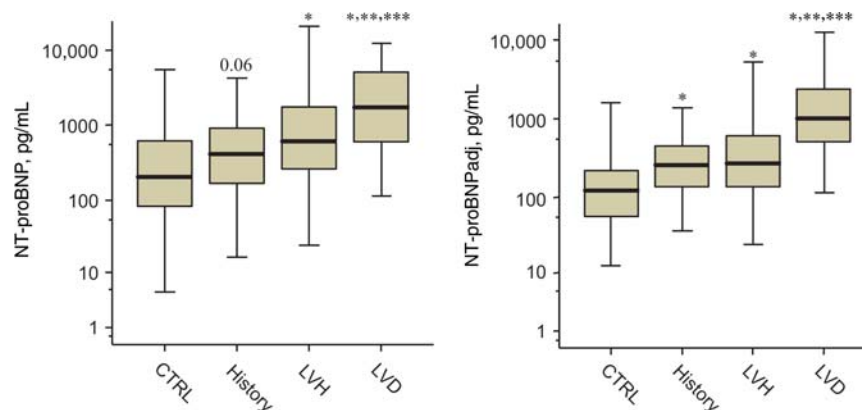 NT-proBNP, pg/mL
10,000
1000
100
10
1
0.06
*
*,**,***
CTRL
History
LVH
LVD
NT-proBNPadj, pg/mL
10,000
1000
100
10
1
*
*
*,**,***
CTRL
History
LVH
LVD